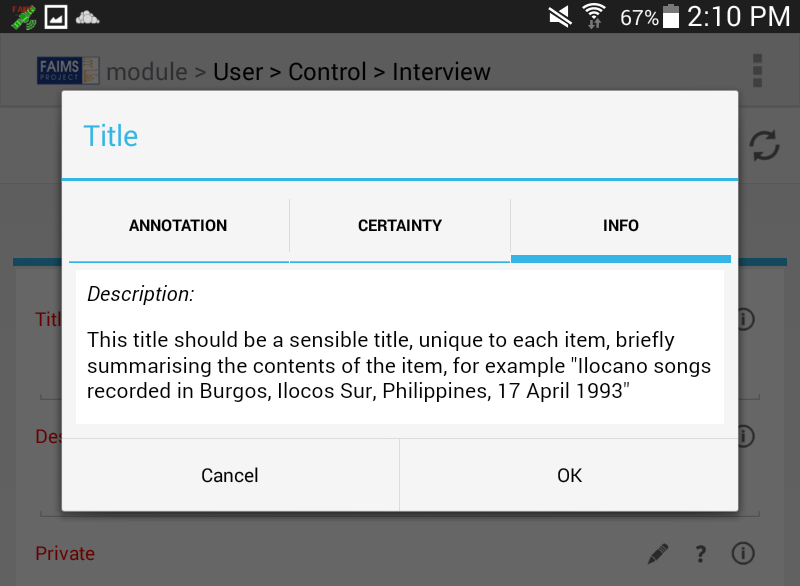 FAIMS
67% 2:10 PM
FAIMS
PROJECT
module > User > Control > Interview
Title
ANNOTATION
CERTAINTY
INFO
Description:
This title should be a sensible title, unique to each item, briefly
summarising the contents of the item, for example "Ilocano songs
recorded in Burgos, Ilocos Sur, Philippines, 17 April 1993"
Titl
Des
Cancel
OK
Private
?